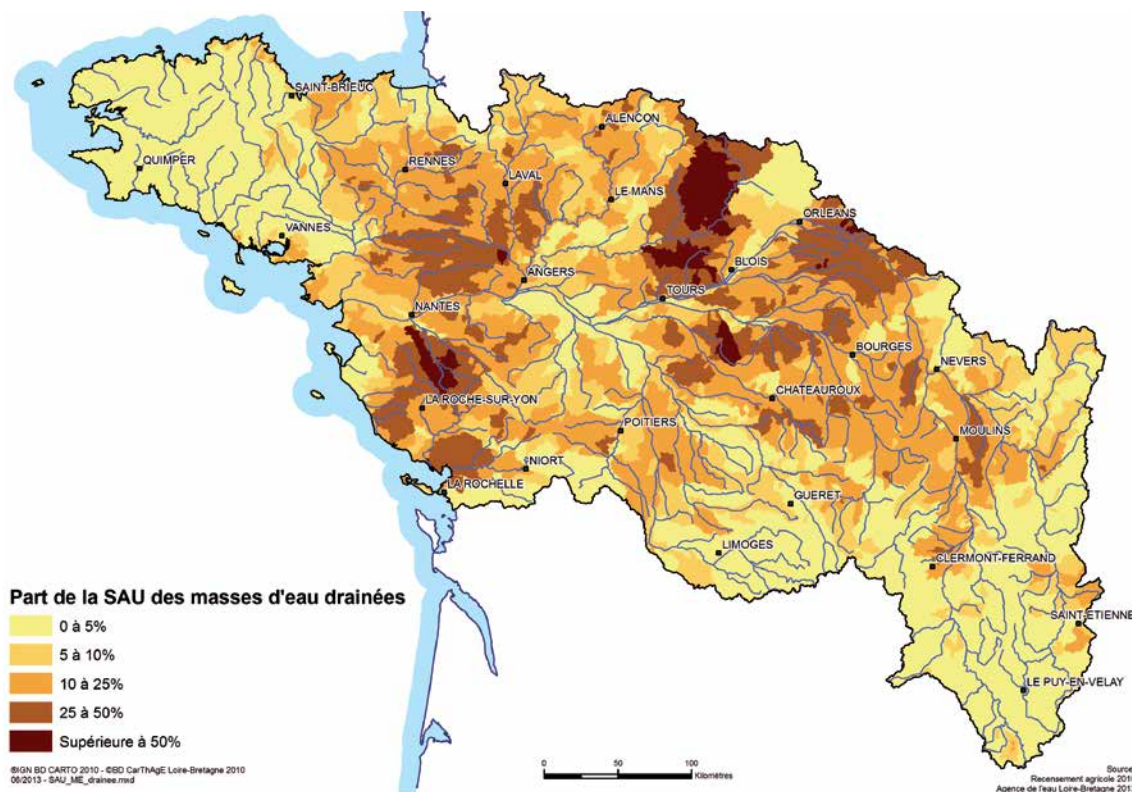 SAINT-BRIEUC
ALENCON
QUIMPER
RENNES
LAVAL
LE MANS
ORLEANS
VANNES
BLOIS
ANGERS
TOURS
NANTES
BOURGES
NEVERS
CHATEAUROUX
LA ROCHE-SUR-YON
POITIERS
MOULINS
NIORT
LA ROCHELLE
GUERET
LIMOGES
CLERMONT-FERRAND
SAINT-ETIENNE
LE PUY-EN-VELAY
Part de la SAU des masses d'eau drainées
0 à 5%
5 à 10%
10 à 25%
25 à 50%
Supérieure à 50%
©IGN BD CARTO 2010 - ©BD CarThAgE Loire-Bretagne 2010
06/2013 - SAU_ME_drainee.mxd
0 50 100
Kilomètres
Source
Recensement agricole 201
Agence de l'eau Loire-Bretagne 201